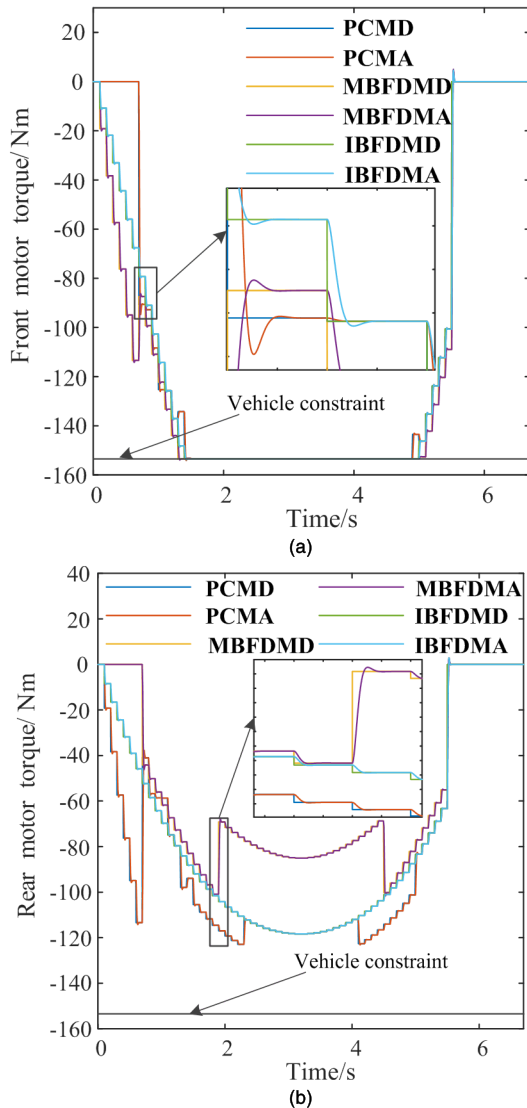 20
0
-20
-40
-60
-80
-100
-120
-140
-160
Front motor torque/ Nm
PCMD
PCMA
MBFDMD
MBFDMA
IBFDMD
IBFDMA
Vehicle constraint
0 2 4 6
Time/s
(a)
40
20
0
-20
-40
-60
-80
-100
-120
-140
-160
Rear motor torque/ Nm
PCMD MBFDMA
PCMA IBFDMD
MBFDMD IBFDMA
Vehicle constraint
0 2 4 6
Time/s
(b)